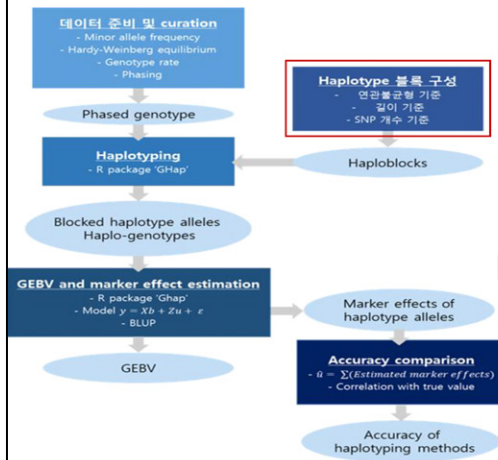 데이터 준비 및 curation
- Minor allele frequency
- Hardy-Weinberg equilibrium
- Genotype rate
- Phasing
Phased genotype
Haplotype 블록 구성
- 연관불균형 기준
- 길이 기준
- SNP 개수 기준
Haplotyping
- R package 'GHap'
Haploblocks
Blocked haplotype alleles
Haplo-genotypes
GEBV and marker effect estimation
- R package 'Ghap'
- Model y = Xb + Zu + ε
- BLUP
Marker effects of
haplotype alleles
GEBV
Accuracy comparison
- û = ∑(Estimated marker effects)
- Correlation with true value
Accuracy of
haplotyping methods